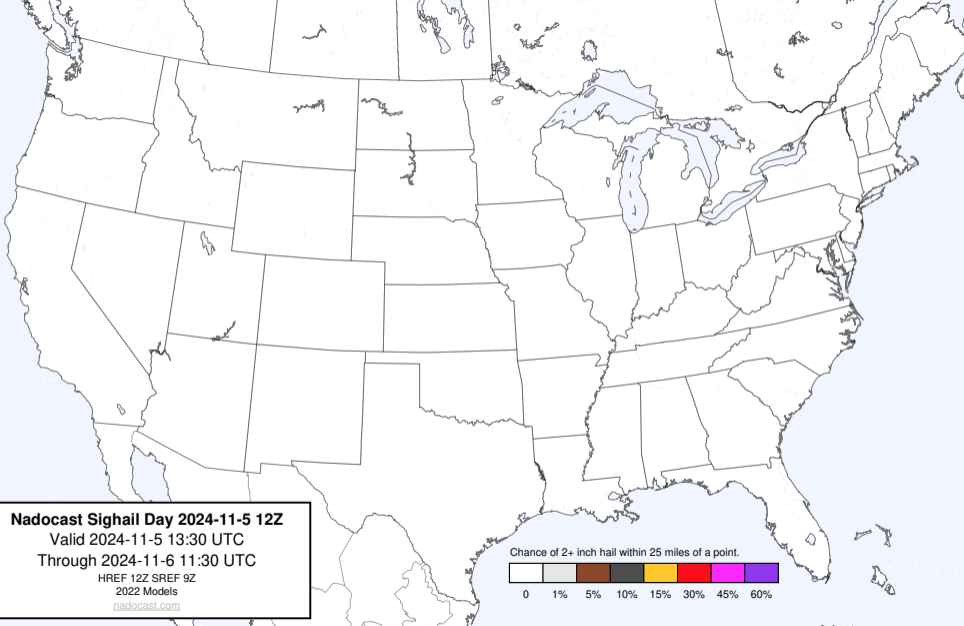 Nadocast Sighail Day 2024-11-5 12Z
Valid 2024-11-5 13:30 UTC
Through 2024-11-6 11:30 UTC
HREF 12Z SREF 9Z
2022 Models
nadocast.com
Chance of 2+ inch hail within 25 miles of a point.
0 1% 5% 10% 15% 30% 45% 60%